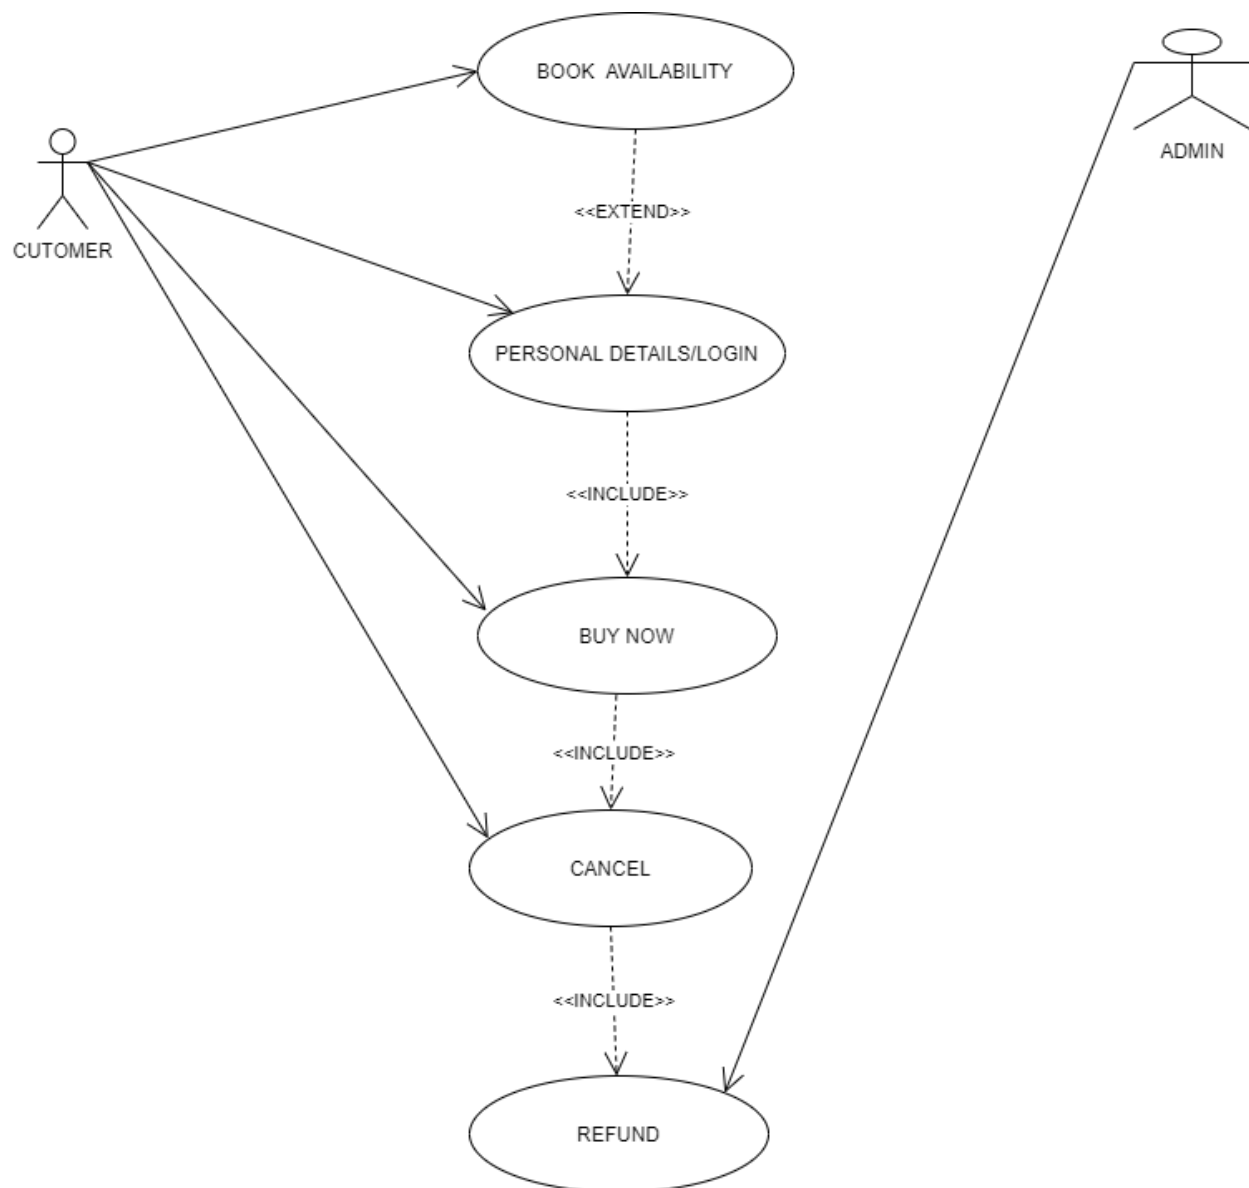 BOOK  AVAILABILITY
ADMIN
<<EXTEND>>
CUTOMER
PERSONAL DETAILS/LOGIN
<<INCLUDE>>
BUY NOW
<<INCLUDE>>
CANCEL
<<INCLUDE>>
REFUND